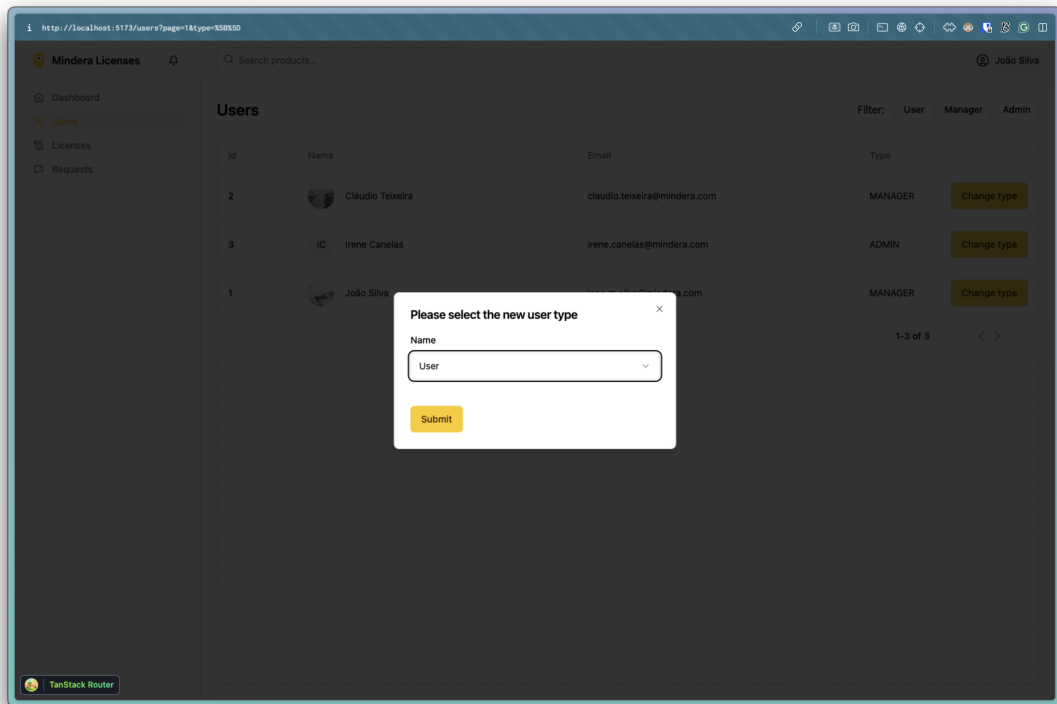 i http://localhost:5173/users?page=1&type=%5B%5D
Mindera Licenses
Search products...
João Silva
Dashboard
Users
Licenses
Requests
Users
Filter: User Manager Admin
Id Name Email Type
2 Cláudio Teixeira claudio.teixeira@mindera.com MANAGER Change type
3 IC Irene Canelas irene.canelas@mindera.com ADMIN Change type
1 João Silva MANAGER Change type
1-3 of 3
Please select the new user type
Name
User
Submit
TanStack Router